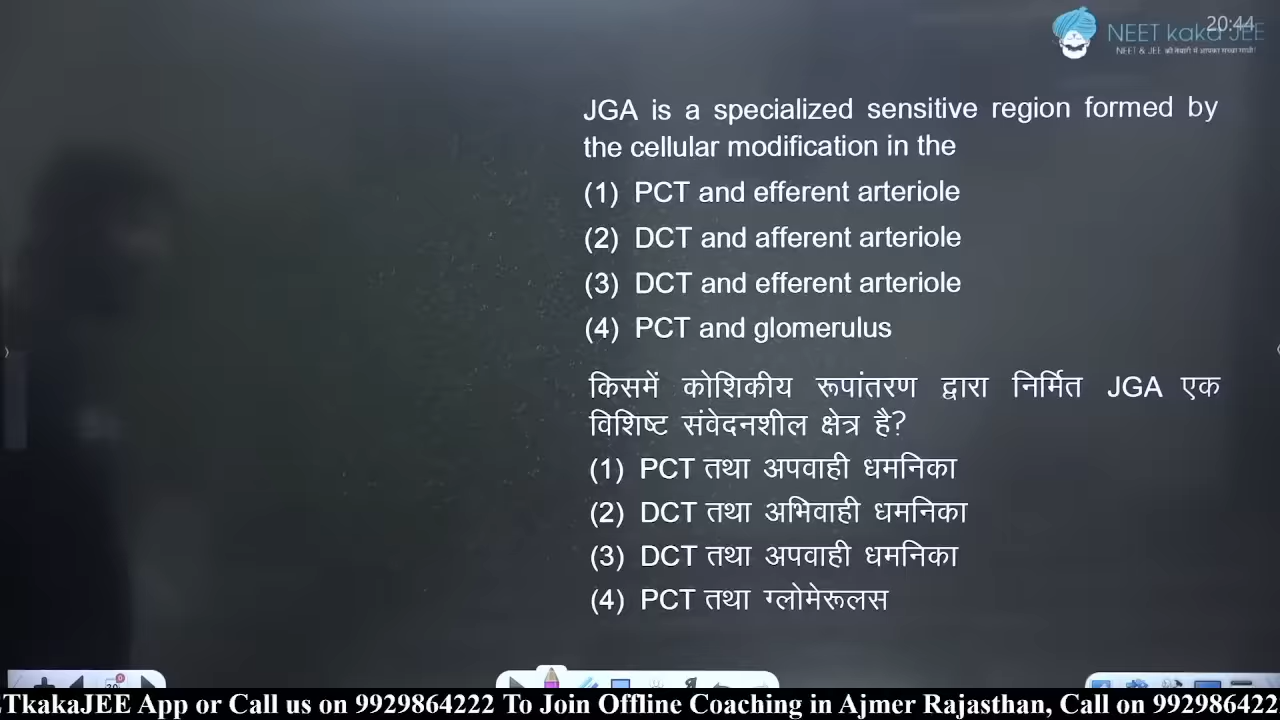 20:44
NEET kaka JEE
NEET & JEE की तैयारी में आपका सच्चा साथी!
JGA is a specialized sensitive region formed by
the cellular modification in the
(1) PCT and efferent arteriole
(2) DCT and afferent arteriole
(3) DCT and efferent arteriole
(4) PCT and glomerulus
किसमें कोशिकीय रूपांतरण द्वारा निर्मित JGA एक
विशिष्ट संवेदनशील क्षेत्र है?
(1) PCT तथा अपवाही धमनिका
(2) DCT तथा अभिवाही धमनिका
(3) DCT तथा अपवाही धमनिका
(4) PCT तथा ग्लोमेरूलस
TkakaJEE App or Call us on 9929864222 To Join Offline Coaching in Ajmer Rajasthan, Call on 992986422